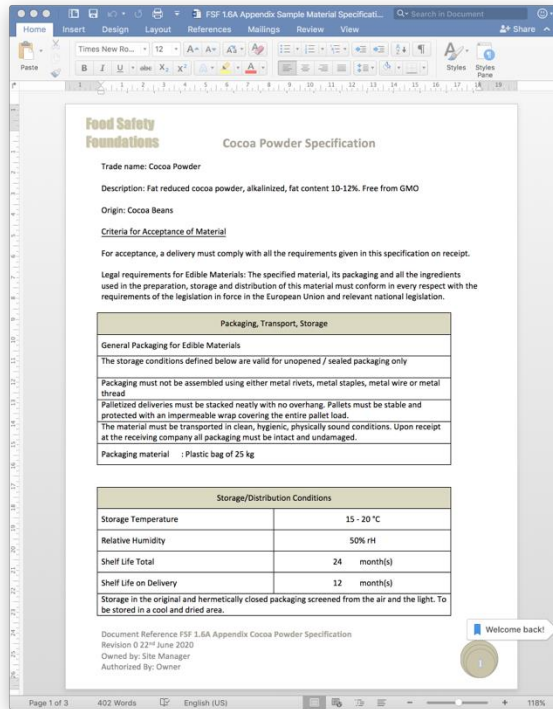 FSF 1.6A Appendix Sample Material Specificati...
Search in Document
Home Insert Design Layout References Mailings Review View Share
Paste
Times New Ro... 12
Styles
Styles Pane
Food Safety
Foundations
Cocoa Powder Specification
Trade name: Cocoa Powder
Description: Fat reduced cocoa powder, alkalinized, fat content 10-12%. Free from GMO
Origin: Cocoa Beans
Criteria for Acceptance of Material
For acceptance, a delivery must comply with all the requirements given in this specification on receipt.
Legal requirements for Edible Materials: The specified material, its packaging and all the ingredients
used in the preparation, storage and distribution of this material must conform in every respect with the
requirements of the legislation in force in the European Union and relevant national legislation.
Packaging, Transport, Storage
General Packaging for Edible Materials
The storage conditions defined below are valid for unopened / sealed packaging only
Packaging must not be assembled using either metal rivets, metal staples, metal wire or metal
thread
Palletized deliveries must be stacked neatly with no overhang. Pallets must be stable and
protected with an impermeable wrap covering the entire pallet load.
The material must be transported in clean, hygienic, physically sound conditions. Upon receipt
at the receiving company all packaging must be intact and undamaged.
Packaging material : Plastic bag of 25 kg
Storage/Distribution Conditions
Storage Temperature 15 - 20 °C
Relative Humidity 50% rH
Shelf Life Total 24 month(s)
Shelf Life on Delivery 12 month(s)
Storage in the original and hermetically closed packaging screened from the air and the light. To
be stored in a cool and dried area.
Document Reference FSF 1.6A Appendix Cocoa Powder Specification
Revision 0 22nd June 2020
Owned by: Site Manager
Authorized By: Owner
1
Welcome back!
Page 1 of 3 402 Words English (US) 118%